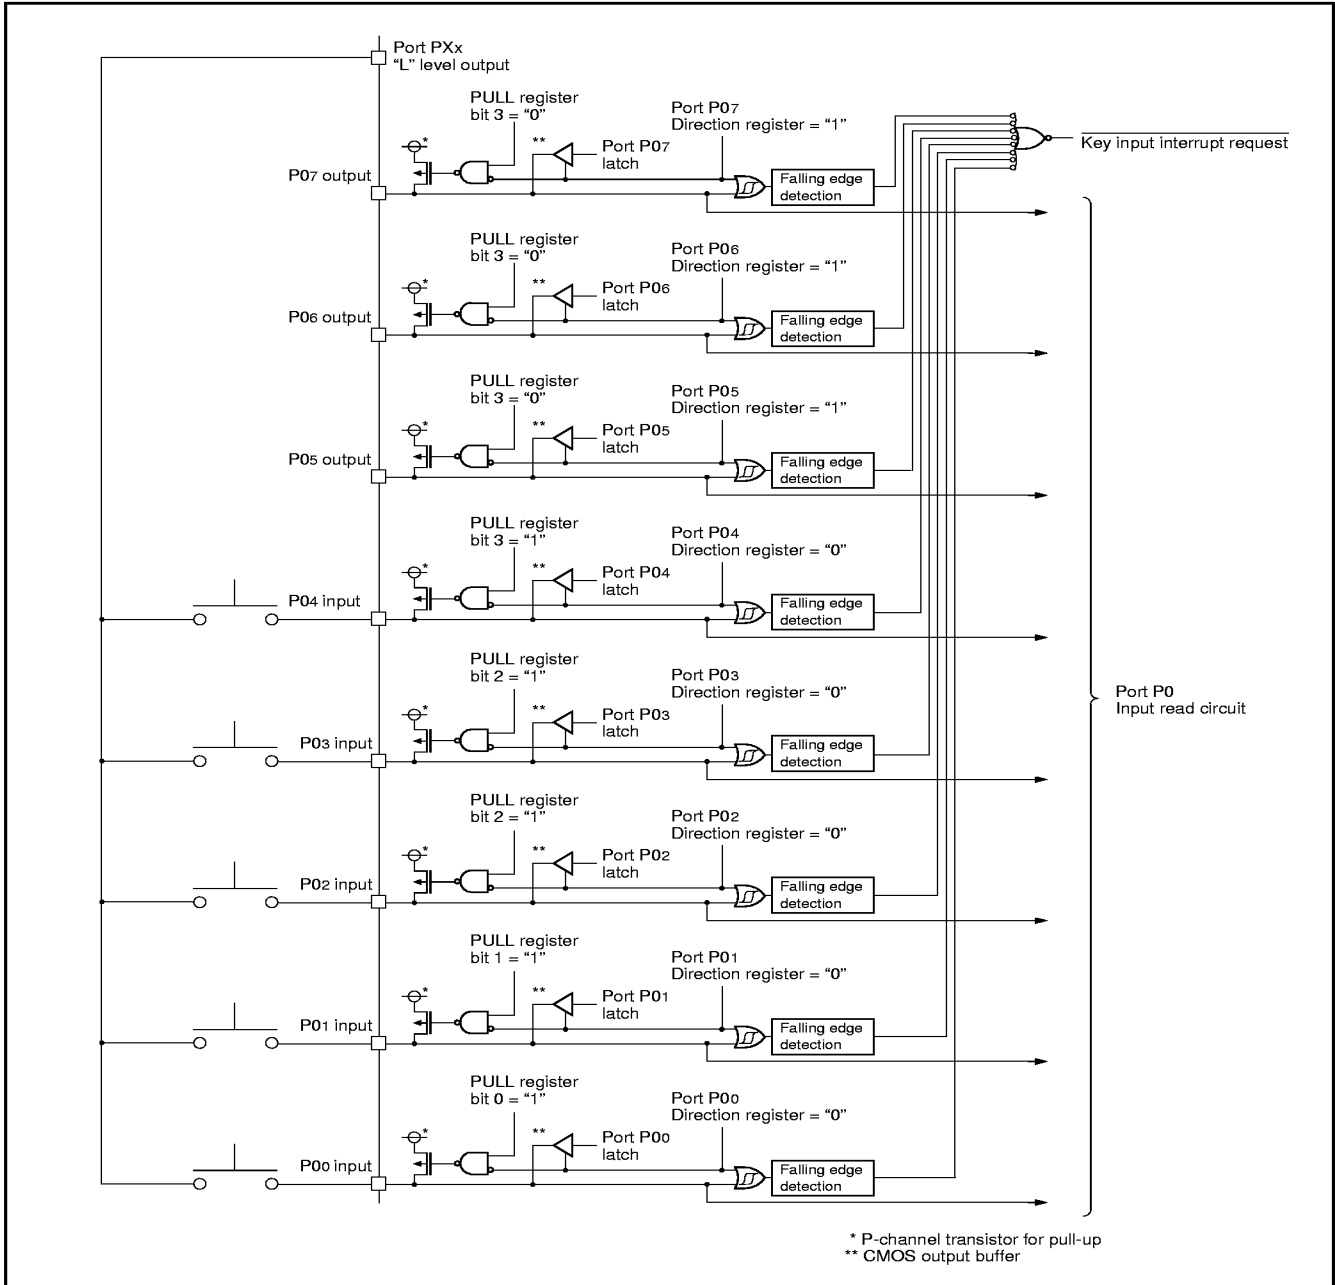 Port PXx
“L” level output
PULL register
bit 3 = “0”
Port P07
Direction register = “1”
*
**
Port P07
latch
Key input interrupt request
P07 output
Falling edge
detection
PULL register
bit 3 = “0”
Port P06
Direction register = “1”
*
**
Port P06
latch
P06 output
Falling edge
detection
PULL register
bit 3 = “0”
Port P05
Direction register = “1”
*
**
Port P05
latch
P05 output
Falling edge
detection
PULL register
bit 3 = “1”
Port P04
Direction register = “0”
*
**
Port P04
latch
P04 input
Falling edge
detection
PULL register
bit 2 = “1”
Port P03
Direction register = “0”
*
**
Port P03
latch
P03 input
Falling edge
detection
Port P0
Input read circuit
PULL register
bit 2 = “1”
Port P02
Direction register = “0”
*
**
Port P02
latch
P02 input
Falling edge
detection
PULL register
bit 1 = “1”
Port P01
Direction register = “0”
*
**
Port P01
latch
P01 input
Falling edge
detection
PULL register
bit 0 = “1”
Port P00
Direction register = “0”
*
**
Port P00
latch
P00 input
Falling edge
detection
* P-channel transistor for pull-up
** CMOS output buffer